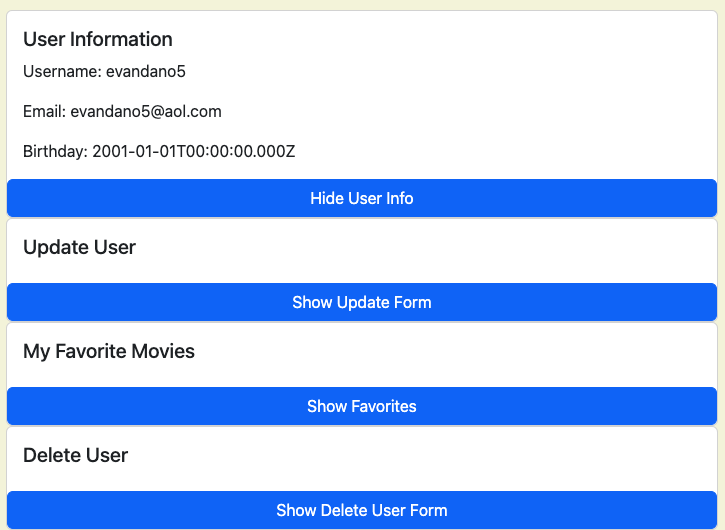 User Information
Username: evandano5
Email: evandano5@aol.com
Birthday: 2001-01-01T00:00:00.000Z
Hide User Info
Update User
Show Update Form
My Favorite Movies
Show Favorites
Delete User
Show Delete User Form